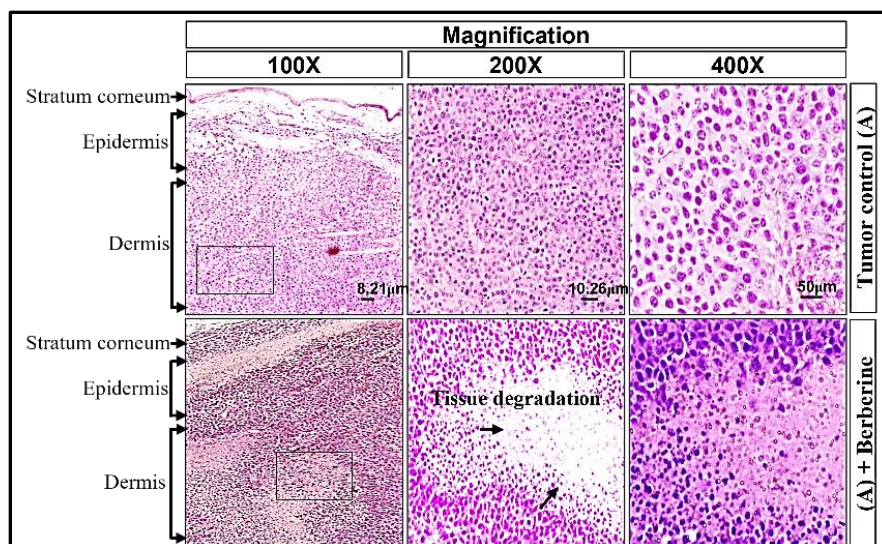 Magnification
100X 200X 400X
Stratum corneum
Epidermis
Dermis
8.21µm
10.26µm
50µm
Tumor control (A)
Stratum corneum
Epidermis
Dermis
Tissue degradation
(A) + Berberine